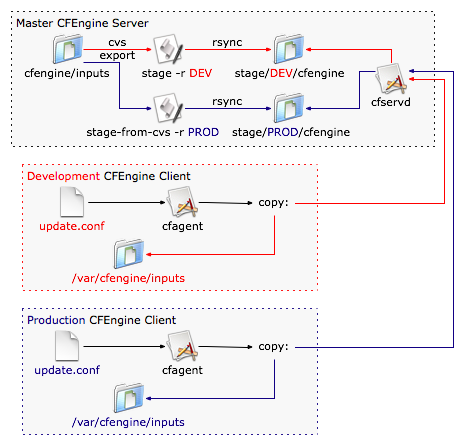 Master CFEngine Server
cvs
export
rsync
cfengine/inputs
stage -r DEV
stage/DEV/cfengine
cfservd
rsync
stage-from-cvs -r PROD
stage/PROD/cfengine
Development CFEngine Client
copy:
update.conf
cfagent
/var/cfengine/inputs
Production CFEngine Client
copy:
update.conf
cfagent
/var/cfengine/inputs